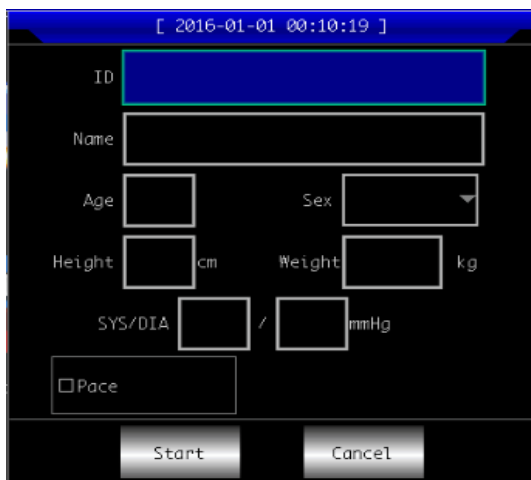 [ 2016-01-01 00:10:19 ]
ID
Name
Age Sex
Height cm Weight kg
SYS/DIA / mmHg
Pace
Start Cancel